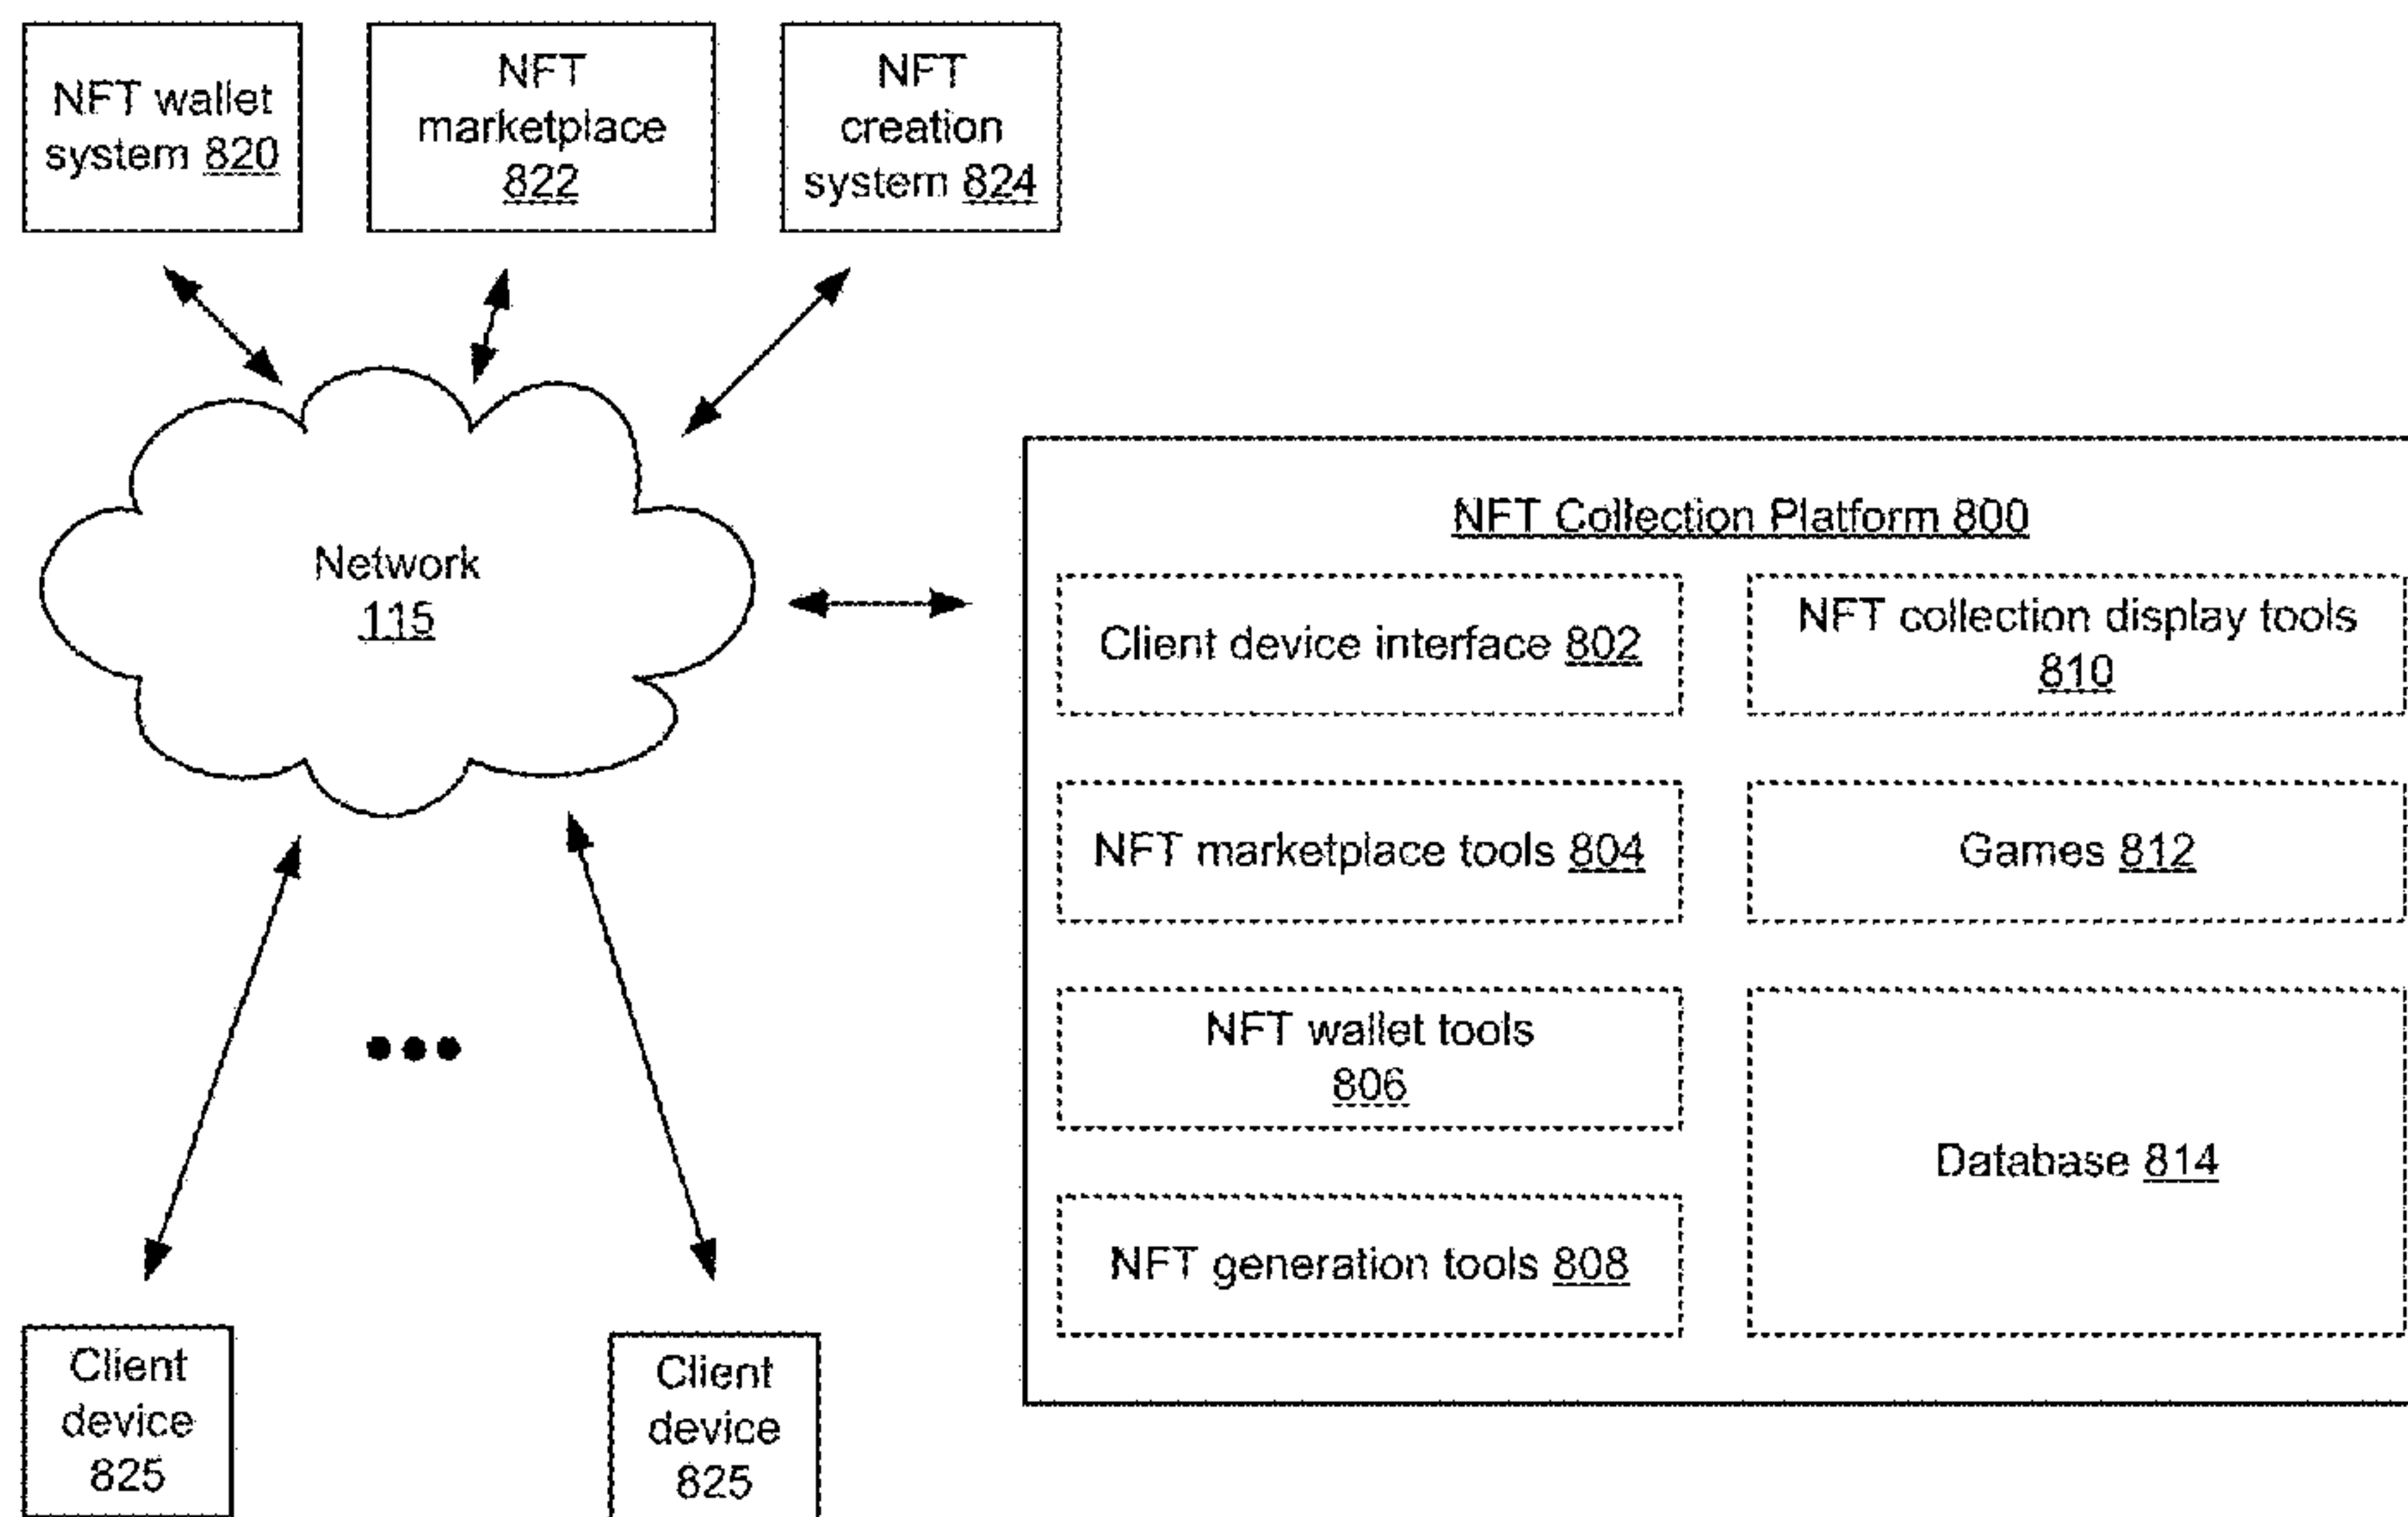 NFT wallet
system 820
NFT
marketplace
822
NFT
creation
system 824
Network
115
NFT Collection Platform 800
Client device interface 802
NFT collection display tools
810
NFT marketplace tools 804
Games 812
NFT wallet tools
806
Database 814
NFT generation tools 808
Client
device
825
Client
device
825